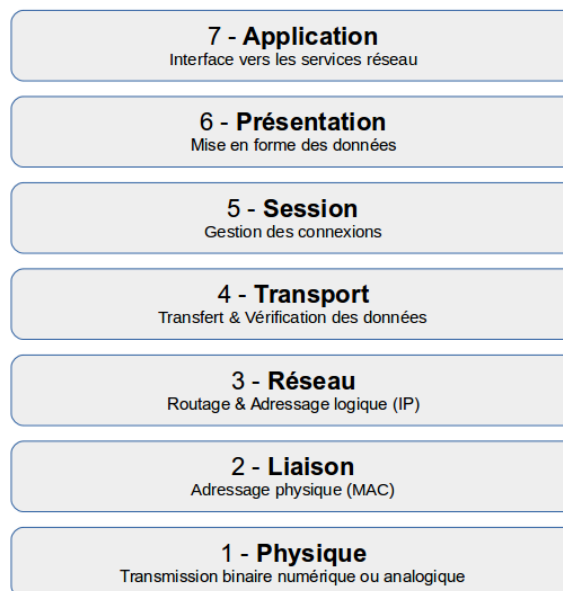 7 - Application
Interface vers les services réseau
6 - Présentation
Mise en forme des données
5 - Session
Gestion des connexions
4 - Transport
Transfert & Vérification des données
3 - Réseau
Routage & Adressage logique (IP)
2 - Liaison
Adressage physique (MAC)
1 - Physique
Transmission binaire numérique ou analogique